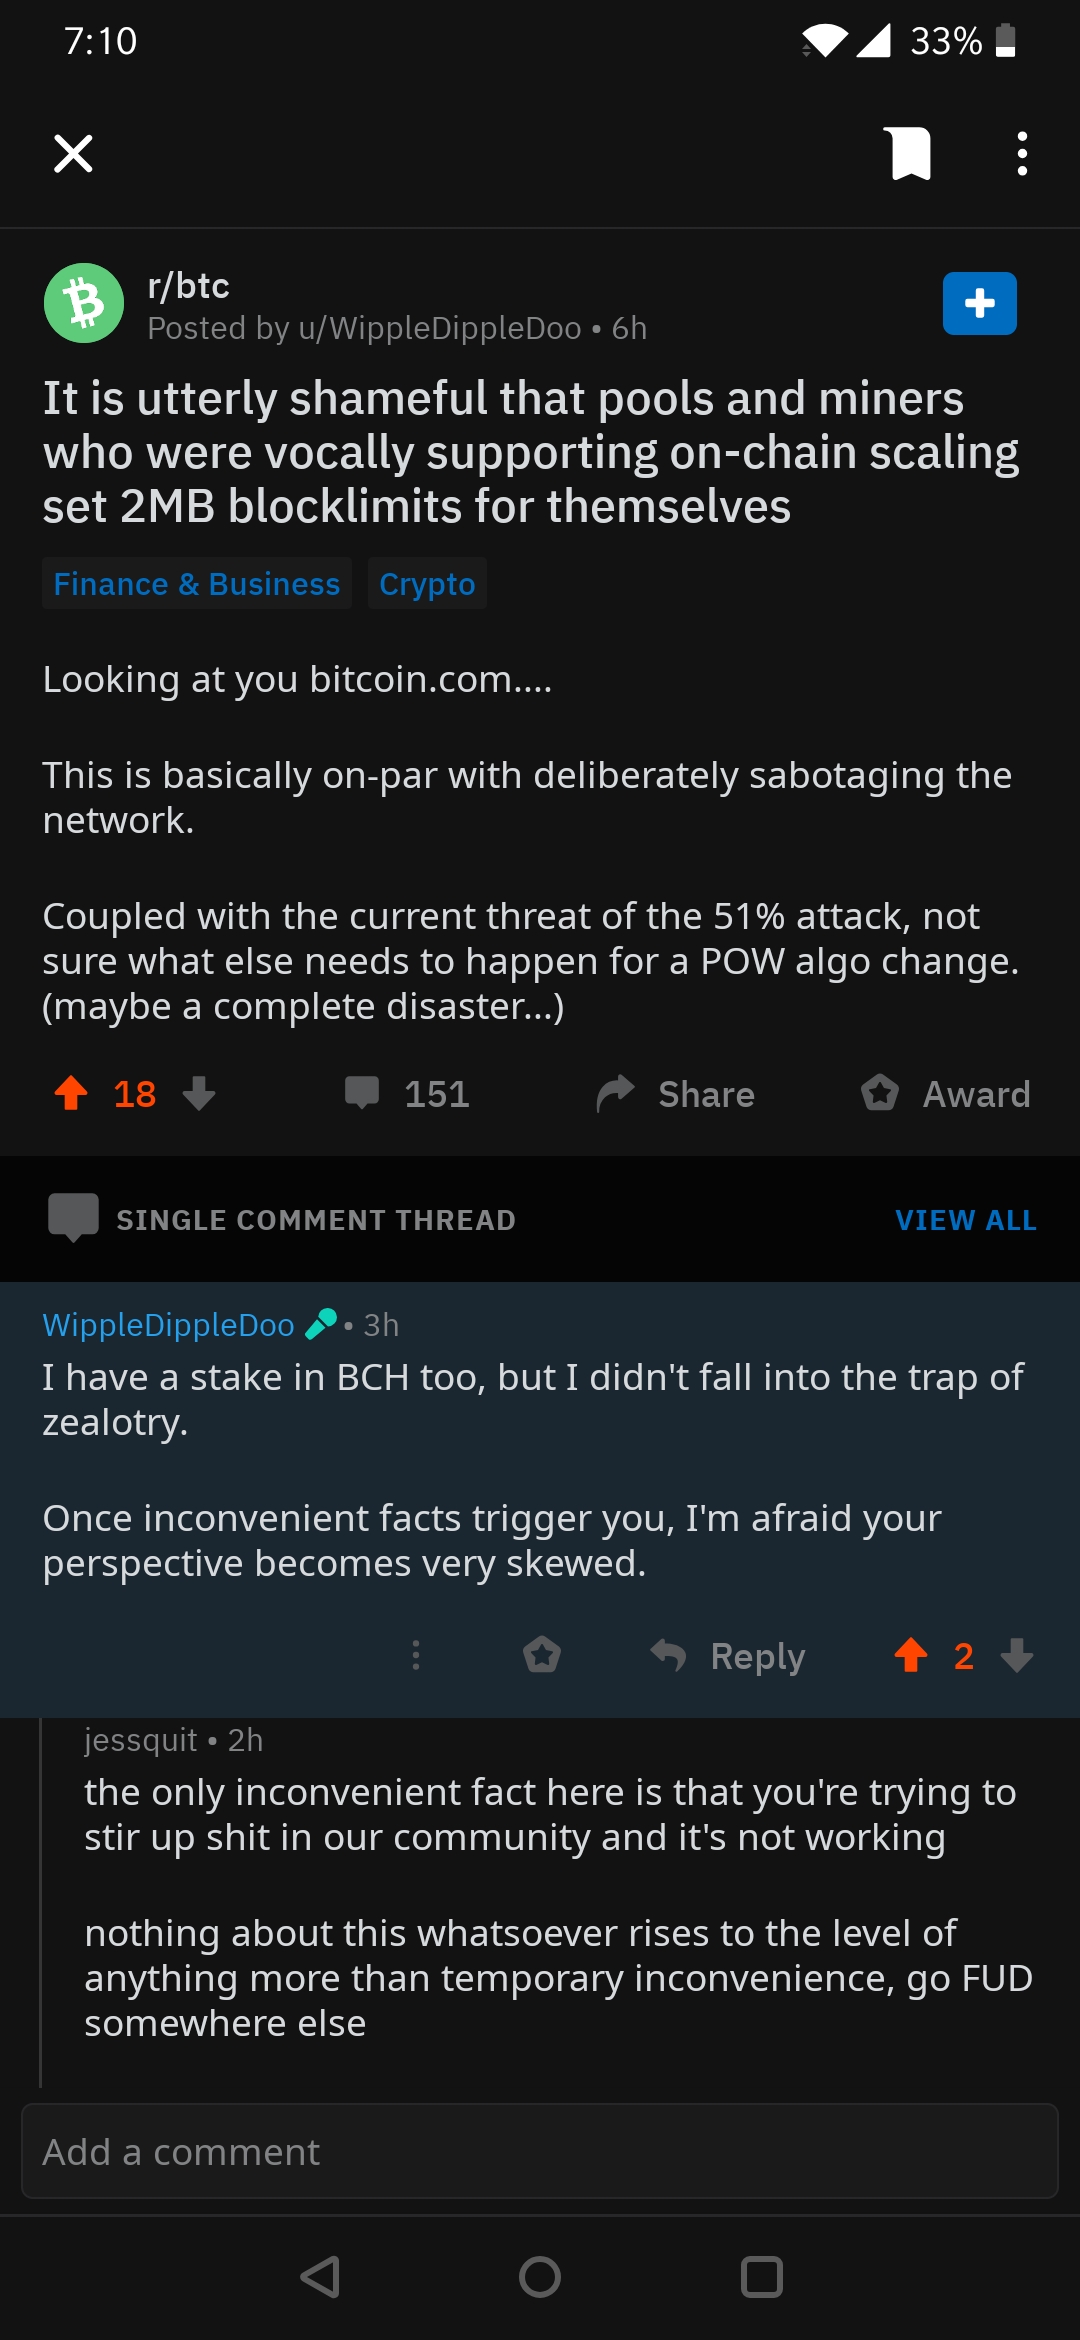 7:10
33%
r/btc
Posted by u/WippleDippleDoo • 6h
It is utterly shameful that pools and miners
who were vocally supporting on-chain scaling
set 2MB blocklimits for themselves
Finance & Business Crypto
Looking at you bitcoin.com....
This is basically on-par with deliberately sabotaging the
network.
Coupled with the current threat of the 51% attack, not
sure what else needs to happen for a POW algo change.
(maybe a complete disaster...)
18 151 Share Award
SINGLE COMMENT THREAD VIEW ALL
WippleDippleDoo • 3h
I have a stake in BCH too, but I didn't fall into the trap of
zealotry.
Once inconvenient facts trigger you, I'm afraid your
perspective becomes very skewed.
Reply 2
jessquit • 2h
the only inconvenient fact here is that you're trying to
stir up shit in our community and it's not working
nothing about this whatsoever rises to the level of
anything more than temporary inconvenience, go FUD
somewhere else
Add a comment